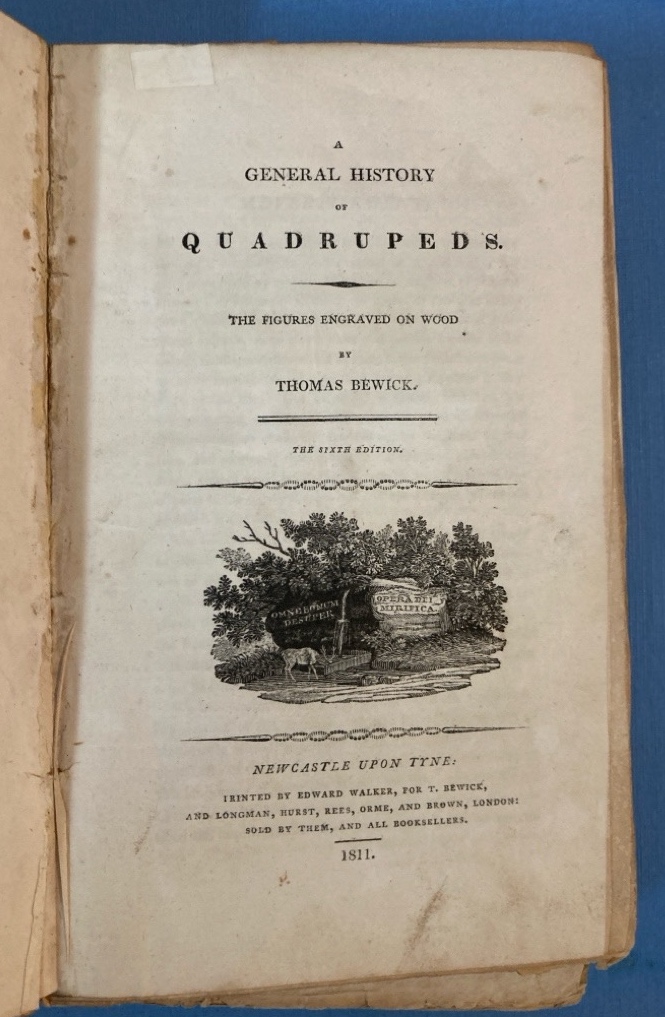 A
GENERAL HISTORY
OF
QUADRUPEDS.
THE FIGURES ENGRAVED ON WOOD
BY
THOMAS BEWICK.
THE SIXTH EDITION.
OMNE BONUM
DESUPER
OPERA DEI
MIRIFICA.
NEWCASTLE UPON TYNE:
PRINTED BY EDWARD WALKER, FOR T. BEWICK,
AND LONGMAN, HURST, REES, ORME, AND BROWN, LONDON:
SOLD BY THEM, AND ALL BOOKSELLERS.
1811.